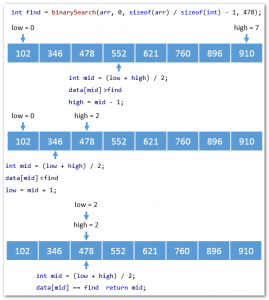 int find = binarySearch(arr, 0, sizeof(arr) / sizeof(int) - 1, 478);
low = 0 high = 7
102 346 478 552 621 760 896 910
int mid = (low + high) / 2;
data[mid]>find
high = mid - 1;
low = 0 high = 2
102 346 478 552 621 760 896 910
int mid = (low + high) / 2;
data[mid]<find
low = mid + 1;
low = 2
high = 2
102 346 478 552 621 760 896 910
int mid = (low + high) / 2;
data[mid] == find return mid;